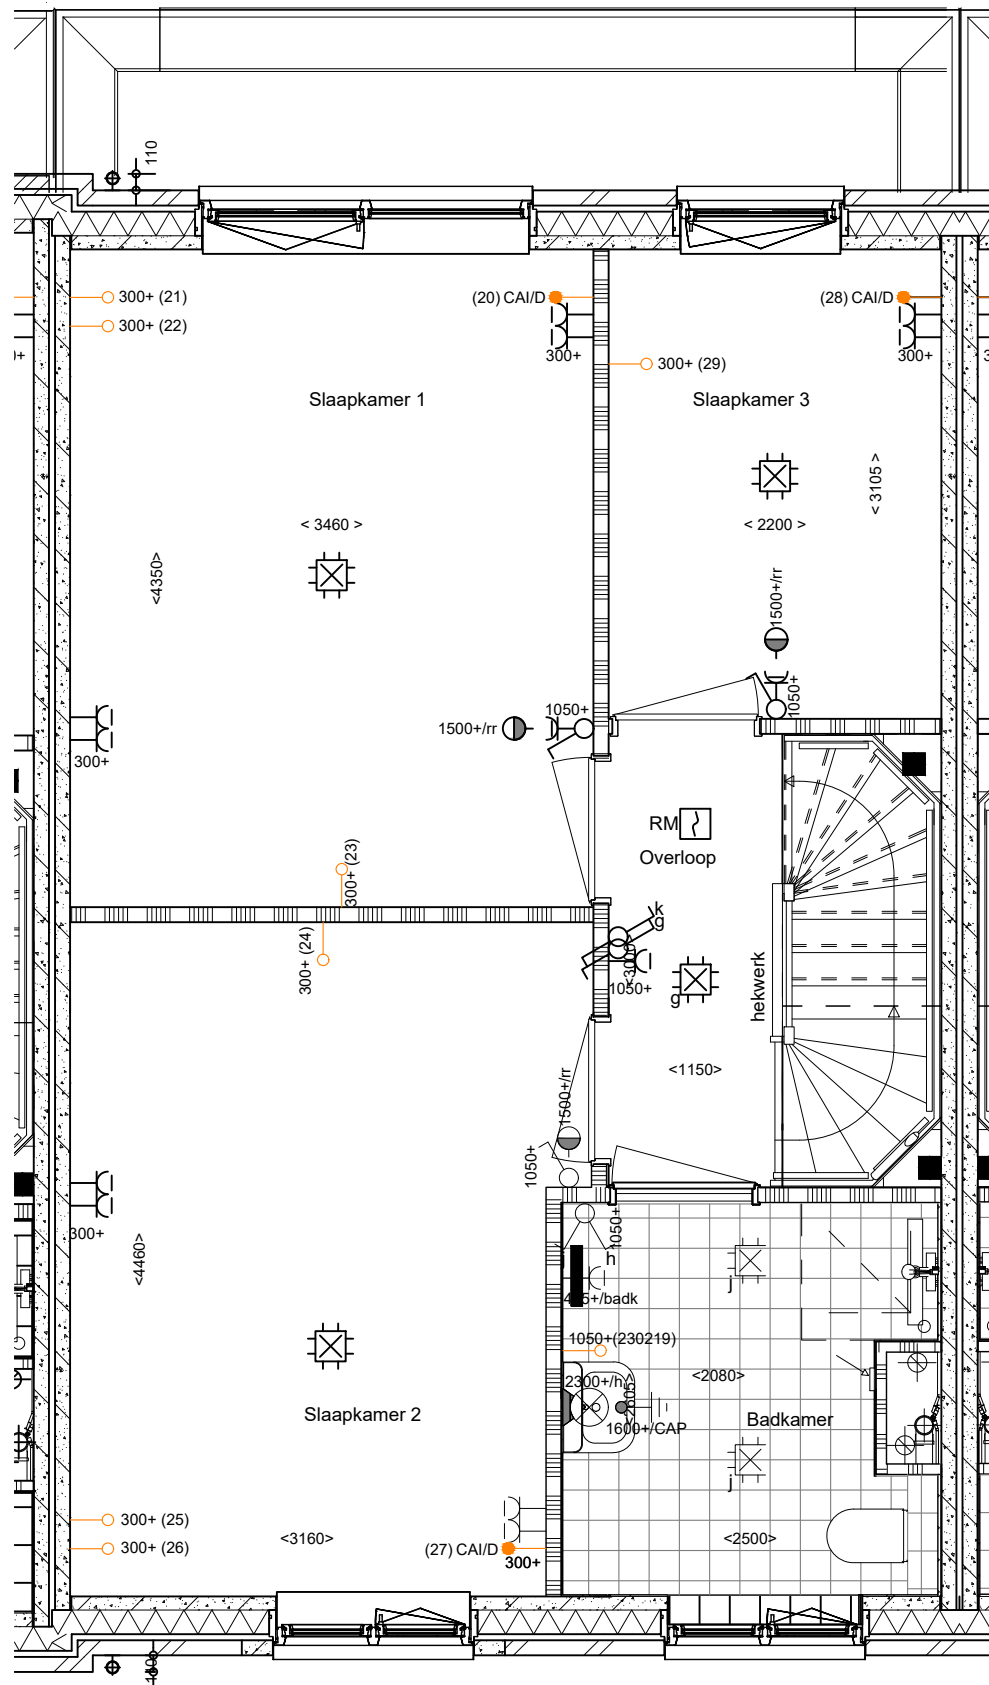 110
300+ (21)
(20) CAI/D
(28) CAI/D
300+ (22)
300+
300+
300+ (29)
Slaapkamer 1
Slaapkamer 3
< 3105 >
< 3460 >
< 2200 >
<4350>
1500+/rr
1050+
1050+
1500+/rr
300+
RM
Overloop
300+ (23)
k
g
300+ (24)
<3000>
1050+
g
hekwerk
<1150>
1500+/rr
1050+
300+
1050+
h
<4460>
j
1050+(230219)
2300+/h
<2080>
<2605>
Slaapkamer 2
Badkamer
1600+/CAP
j
300+ (25)
<3160>
<2500>
300+ (26)
(27) CAI/D
300+